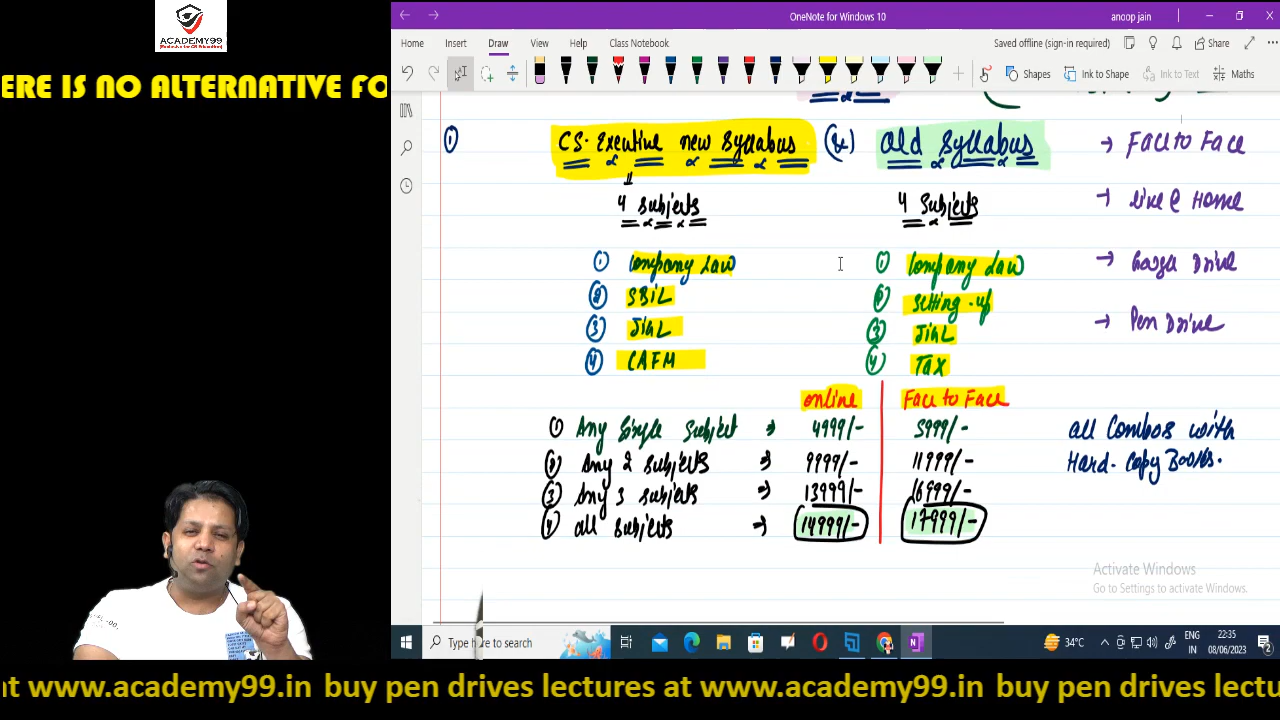 ACADEMY99
ERE IS NO ALTERNATIVE FO
OneNote for Windows 10
anoop jain
Home Insert Draw View Help Class Notebook
Saved offline (sign-in required)
Share
Shapes Ink to Shape Ink to Text Maths
① CS-Exeutive new Syllabus (&) old Syllabus
→ Face to Face
4 Subjects 4 Subjects
→ Live @ Home
① Company Law ① Company Law
→ Google Drive
② SBIL ② Setting-up
③ JIGL ③ JIGL
→ Pen Drive
④ CAFM ④ Tax
online Face to Face
① Any Single Subject ⇒ 4999/- 5999/-
② Any 2 Subjects ⇒ 9999/- 11999/-
③ Any 3 Subjects ⇒ 13999/- 16999/-
④ all Subjects ⇒ 14999/- 17999/-
all Combos with
Hard-Copy Books.
Activate Windows
Go to Settings to activate Windows.
Type here to search
34°C
ENG
IN
22:35
08/06/2023
2
at www.academy99.in buy pen drives lectures at www.academy99.in buy pen drives lectu